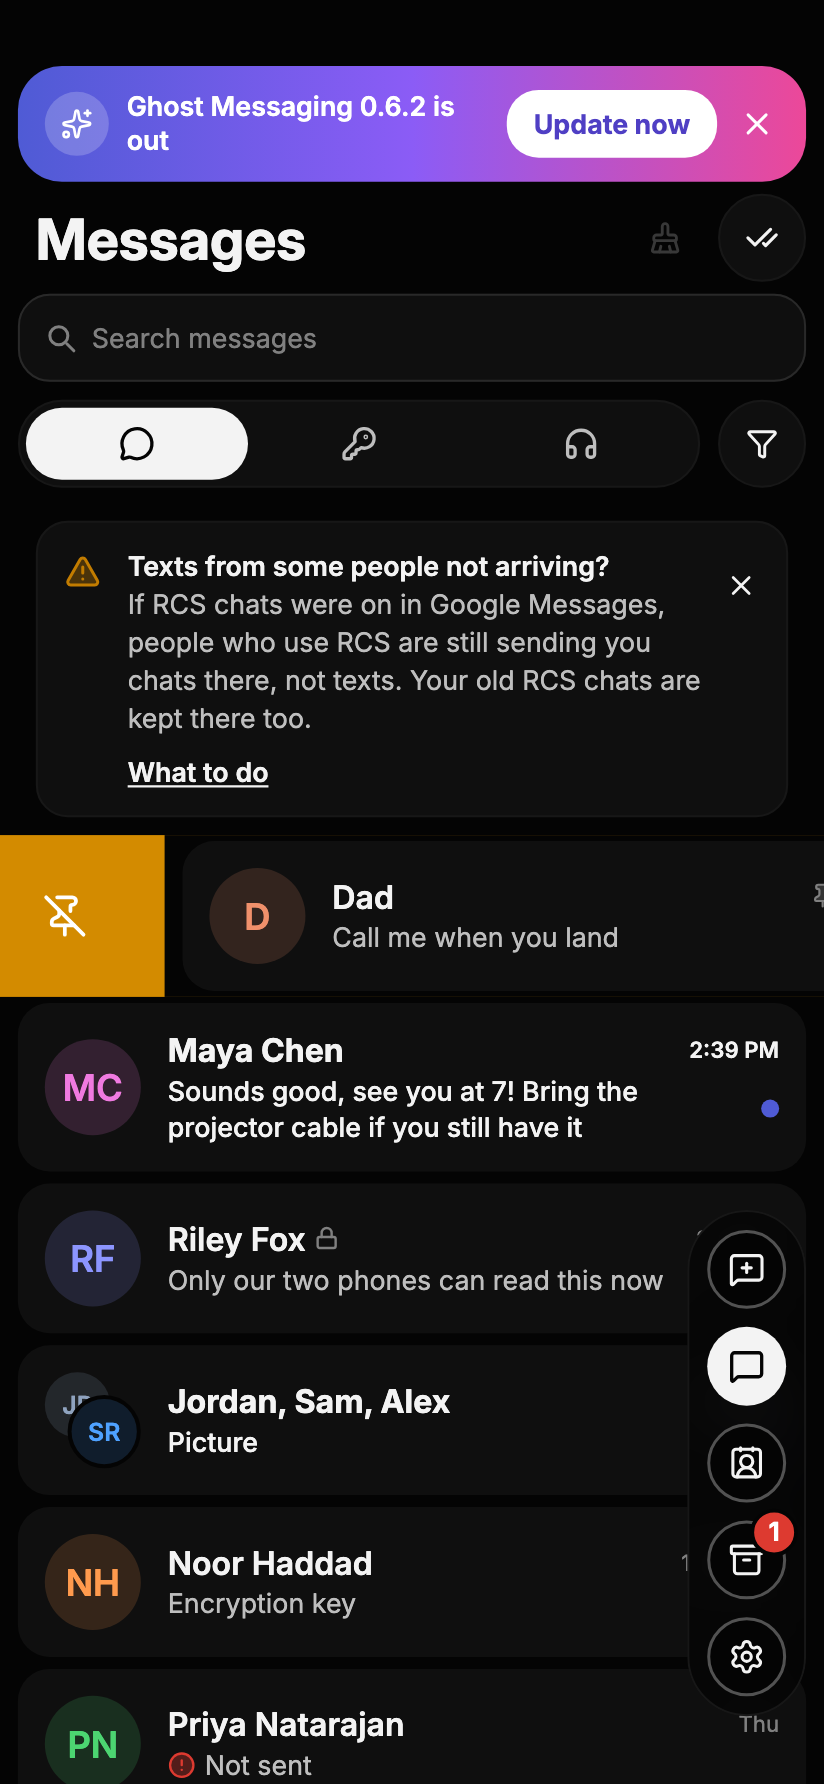 Ghost Messaging 0.6.2 is
out
Update now
Messages
Search messages
Texts from some people not arriving?
If RCS chats were on in Google Messages,
people who use RCS are still sending you
chats there, not texts. Your old RCS chats are
kept there too.
What to do
D
Dad
Call me when you land
MC
Maya Chen
2:39 PM
Sounds good, see you at 7! Bring the
projector cable if you still have it
RF
Riley Fox
Only our two phones can read this now
SR
Jordan, Sam, Alex
Picture
1
NH
Noor Haddad
Encryption key
PN
Priya Natarajan
Thu
Not sent